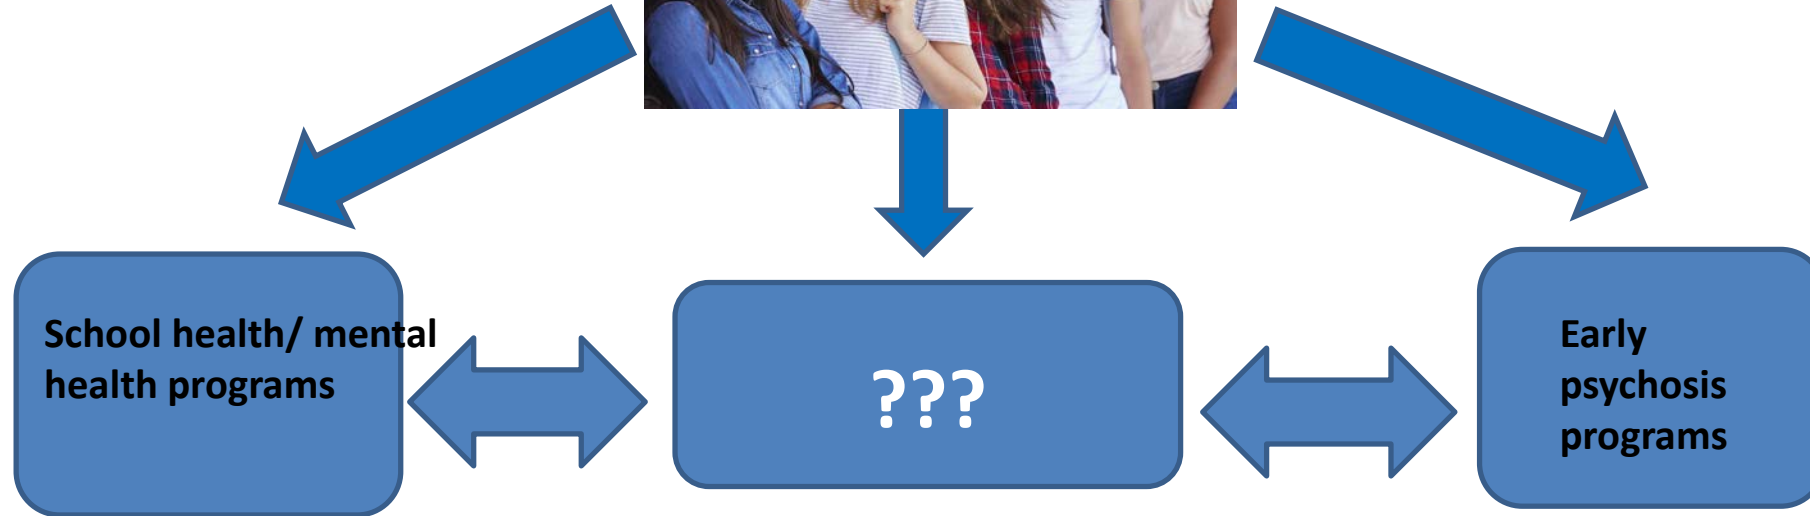 School health/ mental
health programs
???
Early
psychosis
programs